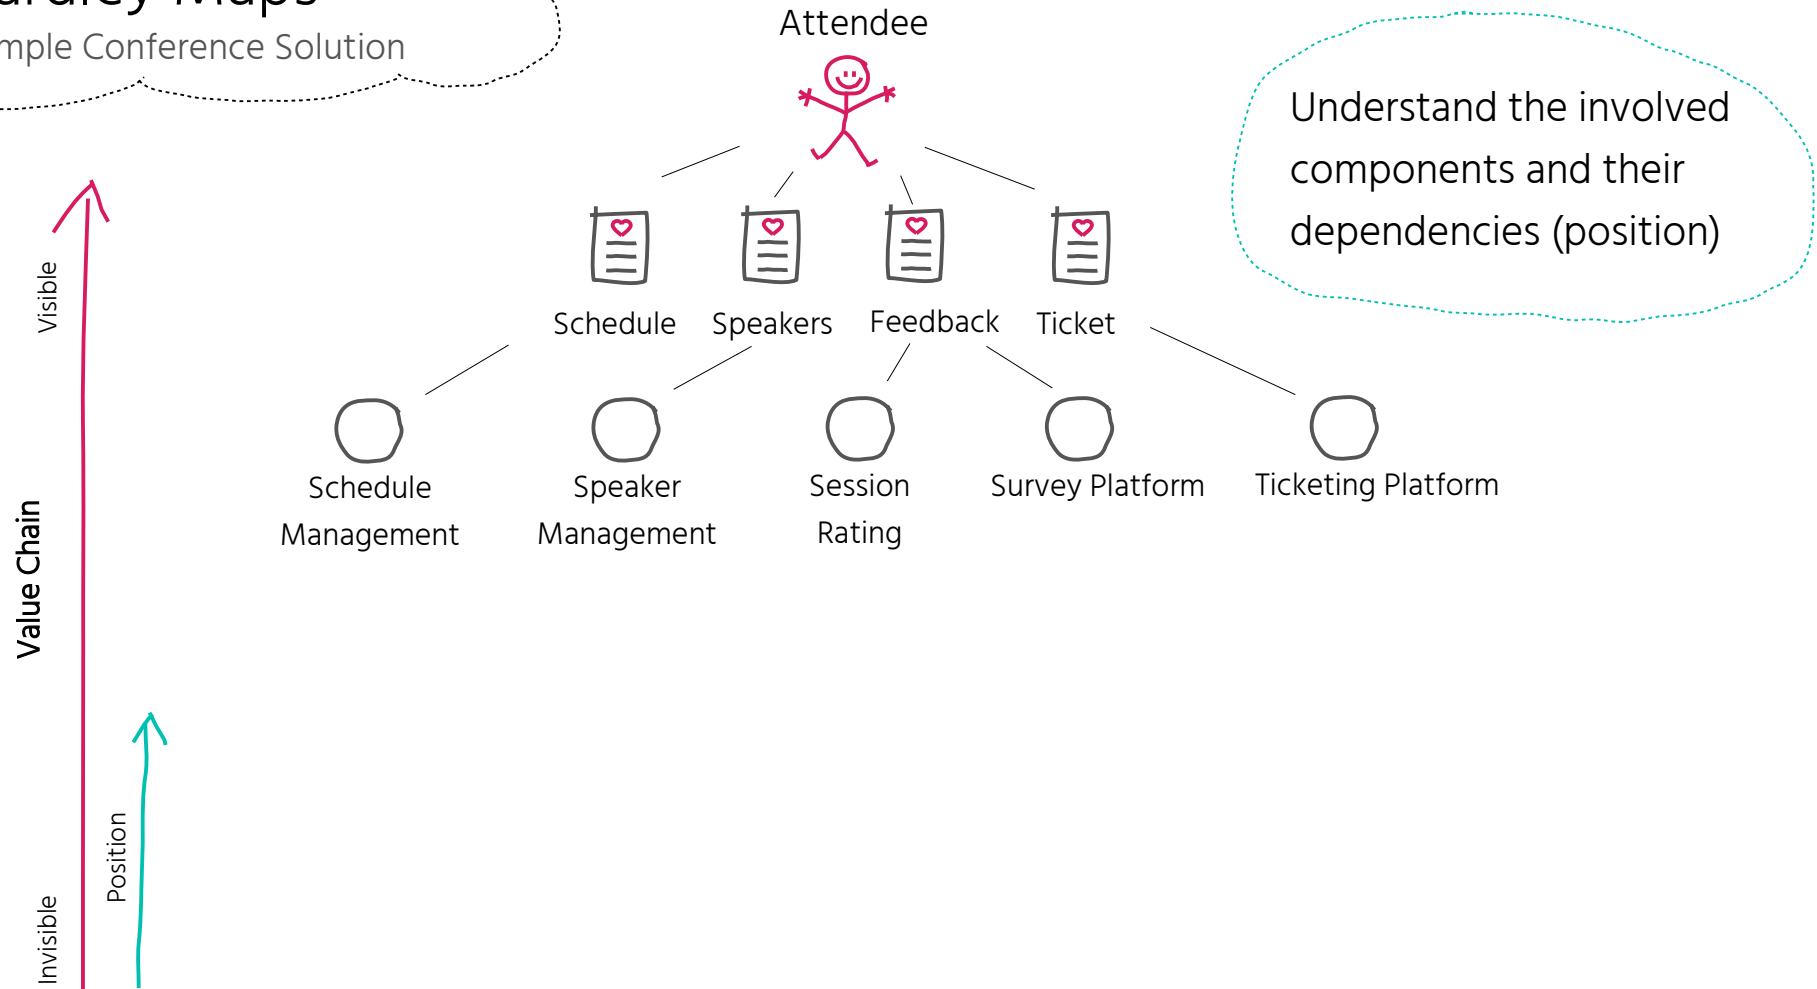 mple Conference Solution
Attendee
Understand the involved
components and their
dependencies (position)
Visible
Schedule
Speakers
Feedback
Ticket
Schedule
Management
Speaker
Management
Session
Rating
Survey Platform
Ticketing Platform
Value Chain
Position
Invisible